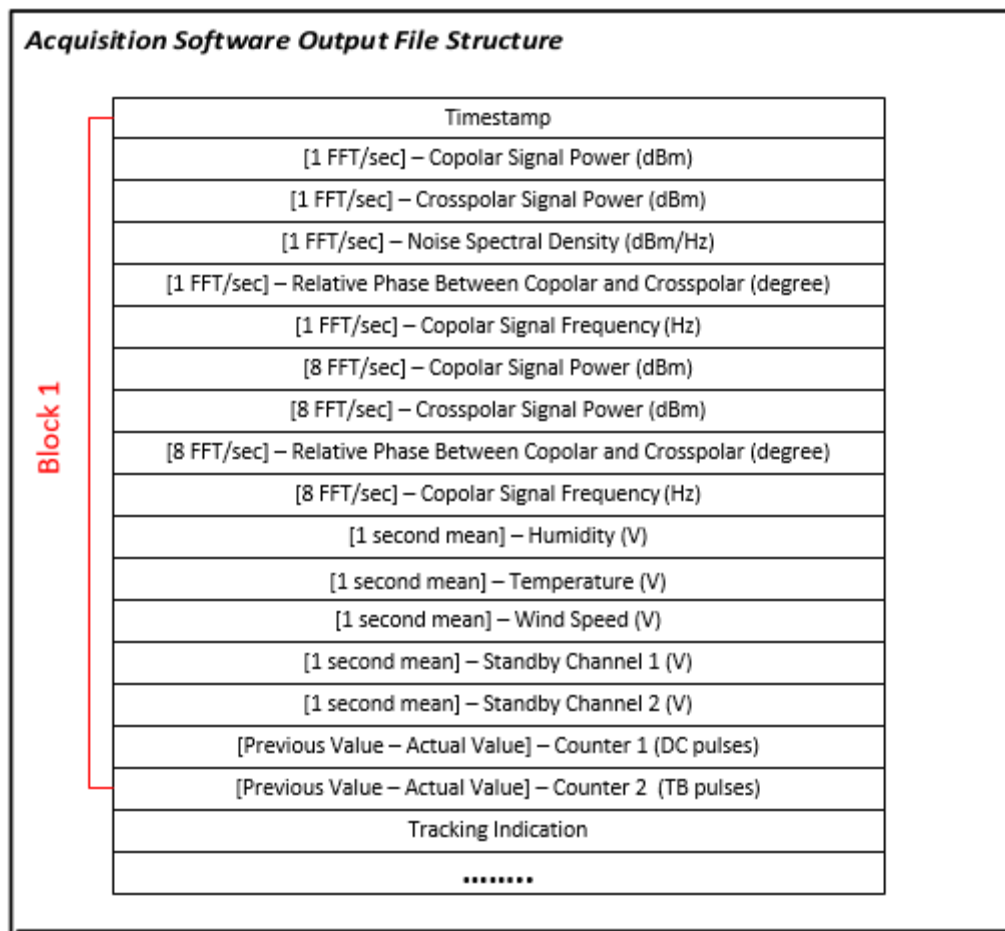 Acquisition Software Output File Structure
Timestamp
[1 FFT/sec] – Copolar Signal Power (dBm)
[1 FFT/sec] – Crosspolar Signal Power (dBm)
[1 FFT/sec] – Noise Spectral Density (dBm/Hz)
[1 FFT/sec] – Relative Phase Between Copolar and Crosspolar (degree)
[1 FFT/sec] – Copolar Signal Frequency (Hz)
[8 FFT/sec] – Copolar Signal Power (dBm)
[8 FFT/sec] – Crosspolar Signal Power (dBm)
[8 FFT/sec] – Relative Phase Between Copolar and Crosspolar (degree)
[8 FFT/sec] – Copolar Signal Frequency (Hz)
[1 second mean] – Humidity (V)
[1 second mean] – Temperature (V)
[1 second mean] – Wind Speed (V)
[1 second mean] – Standby Channel 1 (V)
[1 second mean] – Standby Channel 2 (V)
[Previous Value – Actual Value] – Counter 1 (DC pulses)
[Previous Value – Actual Value] – Counter 2 (TB pulses)
Tracking Indication
........
Block 1